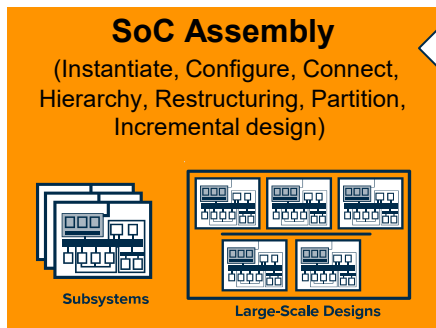 SoC Assembly
(Instantiate, Configure, Connect,
Hierarchy, Restructuring, Partition,
Incremental design)
Subsystems
Large-Scale Designs